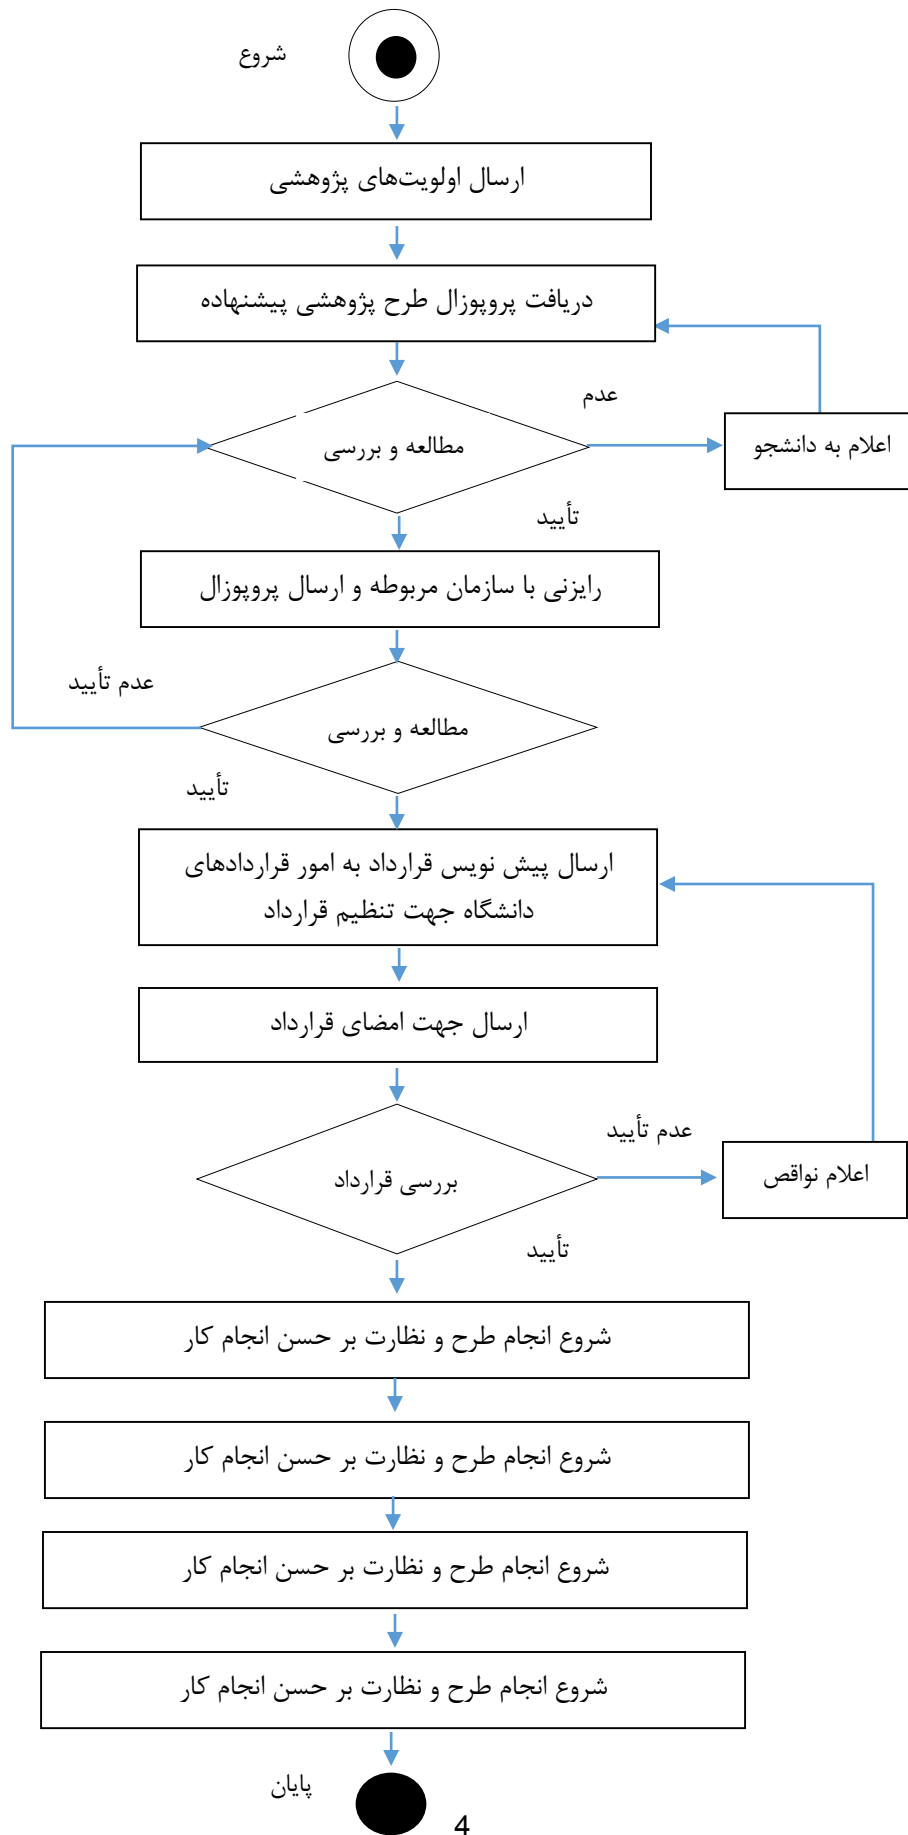 شروع
ارسال اولویت‌های پژوهشی
دریافت پروپوزال طرح پژوهشی پیشنهاده
عدم
مطالعه و بررسی
اعلام به دانشجو
تأیید
رایزنی با سازمان مربوطه و ارسال پروپوزال
عدم تأیید
مطالعه و بررسی
تأیید
ارسال پیش نویس قرارداد به امور قراردادهای
دانشگاه جهت تنظیم قرارداد
ارسال جهت امضای قرارداد
عدم تأیید
بررسی قرارداد
اعلام نواقص
تأیید
شروع انجام طرح و نظارت بر حسن انجام کار
شروع انجام طرح و نظارت بر حسن انجام کار
شروع انجام طرح و نظارت بر حسن انجام کار
شروع انجام طرح و نظارت بر حسن انجام کار
پایان
4